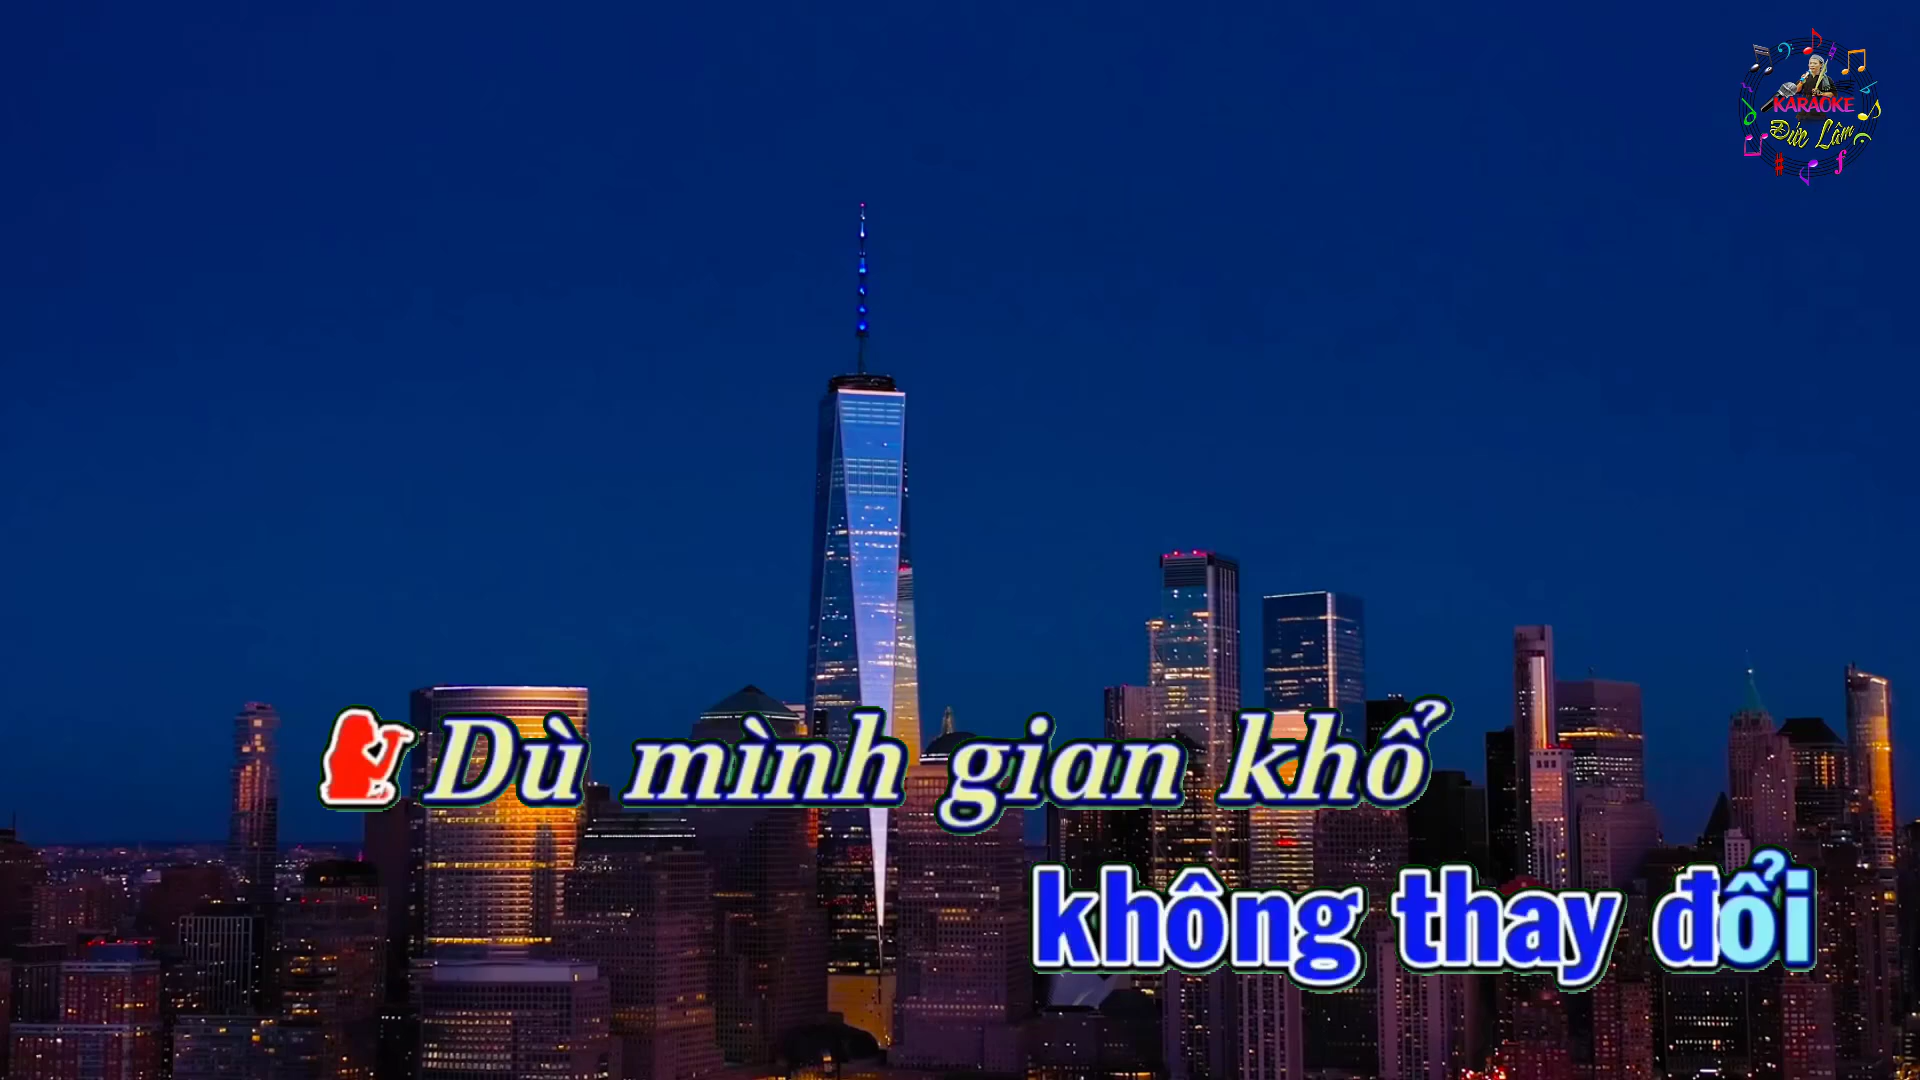 KARAOKE
Đức Lâm
Dù mình gian khổ
không thay đổi